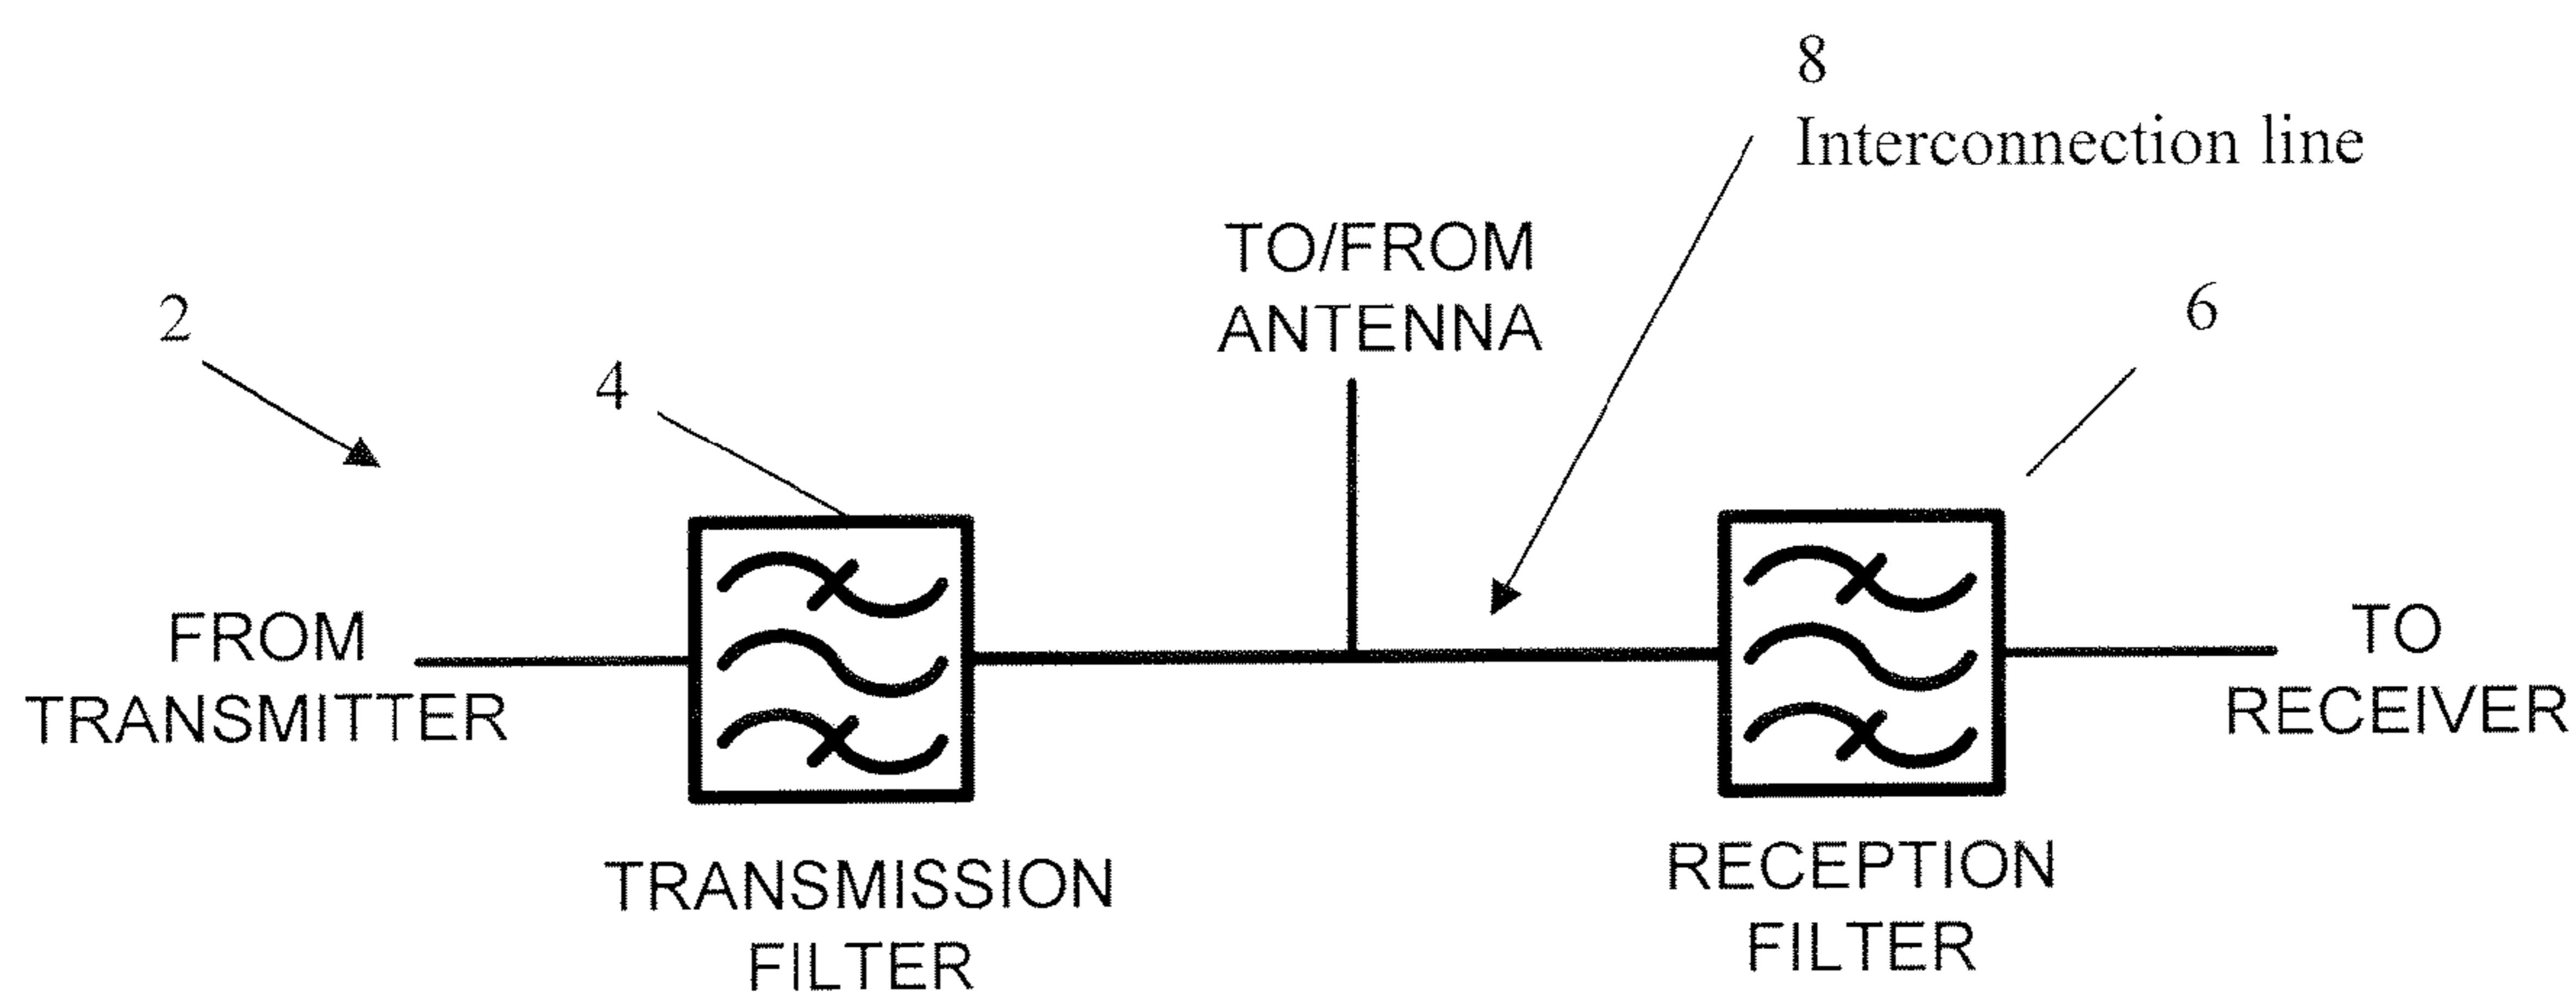 8
Interconnection line
TO/FROM
ANTENNA
2
4
6
FROM
TRANSMITTER
TO
RECEIVER
TRANSMISSION
FILTER
RECEPTION
FILTER